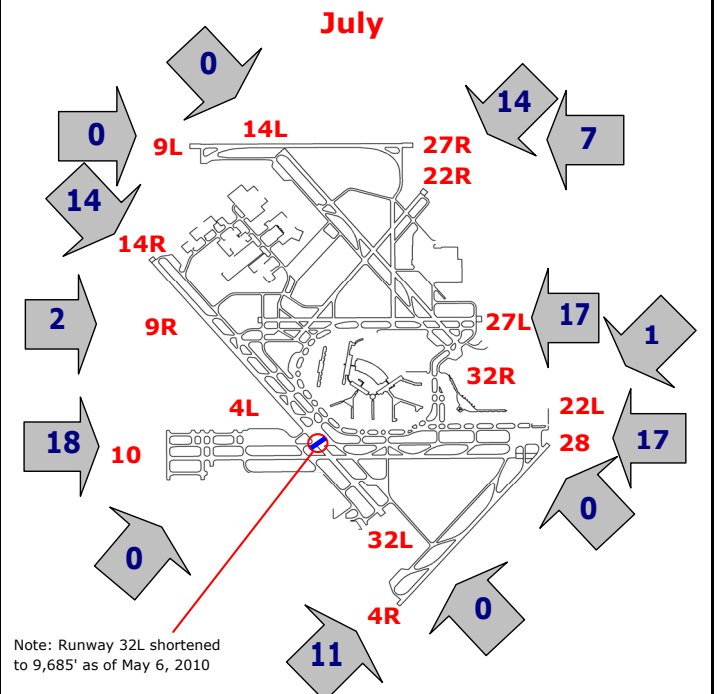 July
0
14
0
14L
27R
7
9L
22R
14
14R
2
9R
27L
17
1
32R
4L
22L
18
10
28
17
0
0
32L
0
4R
11
Note: Runway 32L shortened
to 9,685' as of May 6, 2010